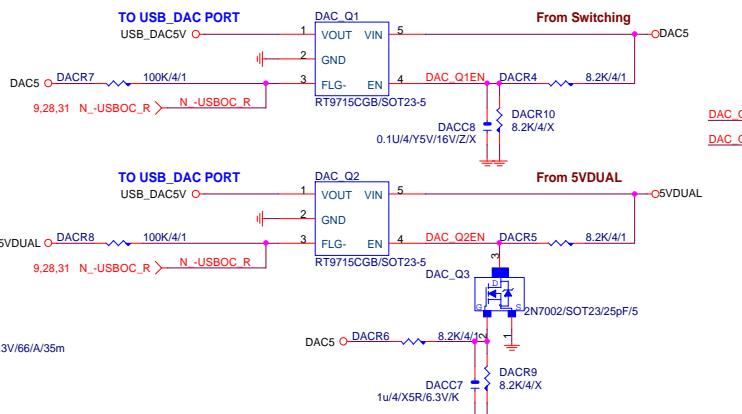 TO USB_DAC PORT
DAC_Q1
From Switching
USB_DAC5V
1
VOUT
VIN
5
DAC5
2
GND
DAC5
DACR7
100K/4/1
3
FLG-
EN
4
DAC_Q1EN
DACR4
8.2K/4/1
9,28,31
N_-USBOC_R
N_-USBOC_R
RT9715CGB/SOT23-5
DACC8
0.1U/4/Y5V/16V/Z/X
DACR10
8.2K/4/X
TO USB_DAC PORT
DAC_Q2
From 5VDUAL
USB_DAC5V
1
VOUT
VIN
5
5VDUAL
2
GND
5VDUAL
DACR8
100K/4/1
3
FLG-
EN
4
DAC_Q2EN
DACR5
8.2K/4/1
9,28,31
N_-USBOC_R
N_-USBOC_R
RT9715CGB/SOT23-5
DAC_Q3
3
D
G
S
2N7002/SOT23/25pF/5
DAC5
DACR6
8.2K/4/1
2
1
.3V/66/A/35m
DACC7
1u/4/X5R/6.3V/K
DACR9
8.2K/4/X